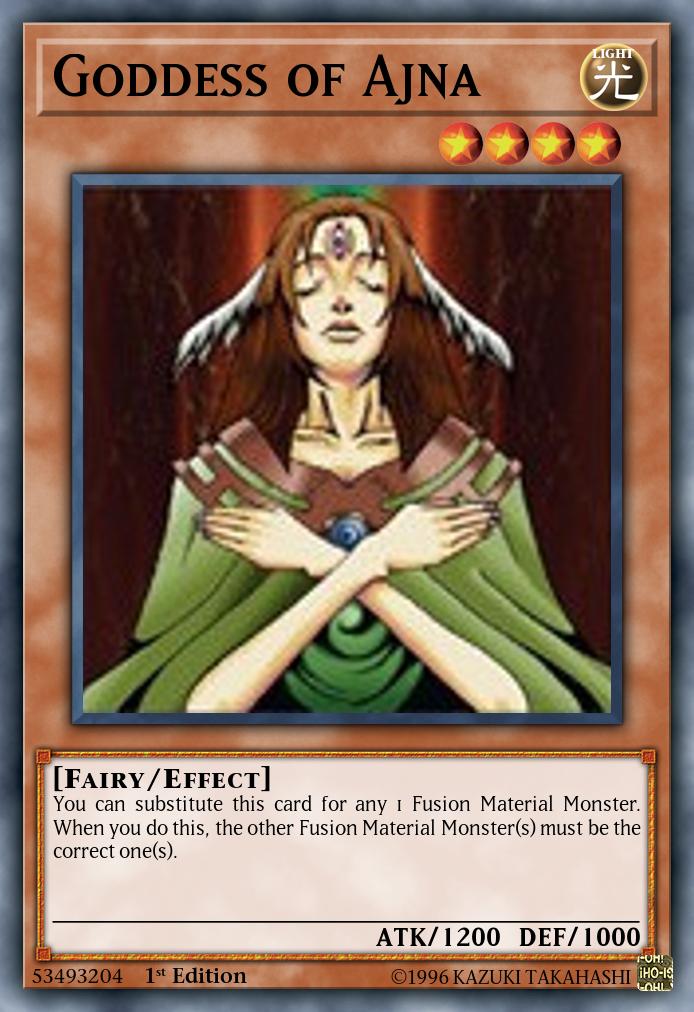 Goddess of Ajna
LIGHT
光
[Fairy/Effect]
You can substitute this card for any 1 Fusion Material Monster.
When you do this, the other Fusion Material Monster(s) must be the
correct one(s).
ATK/1200 DEF/1000
53493204 1st Edition ©1996 KAZUKI TAKAHASHI